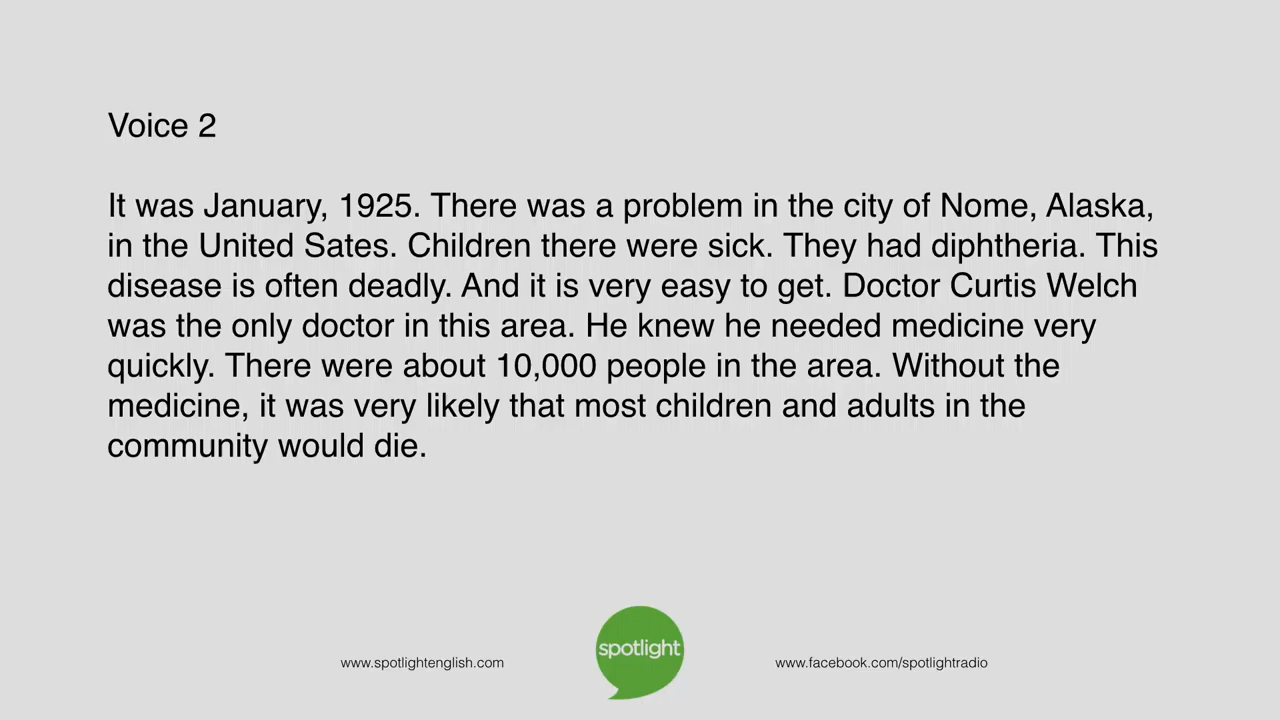 Voice 2
It was January, 1925. There was a problem in the city of Nome, Alaska,
in the United Sates. Children there were sick. They had diphtheria. This
disease is often deadly. And it is very easy to get. Doctor Curtis Welch
was the only doctor in this area. He knew he needed medicine very
quickly. There were about 10,000 people in the area. Without the
medicine, it was very likely that most children and adults in the
community would die.
www.spotlightenglish.com
spotlight
www.facebook.com/spotlightradio